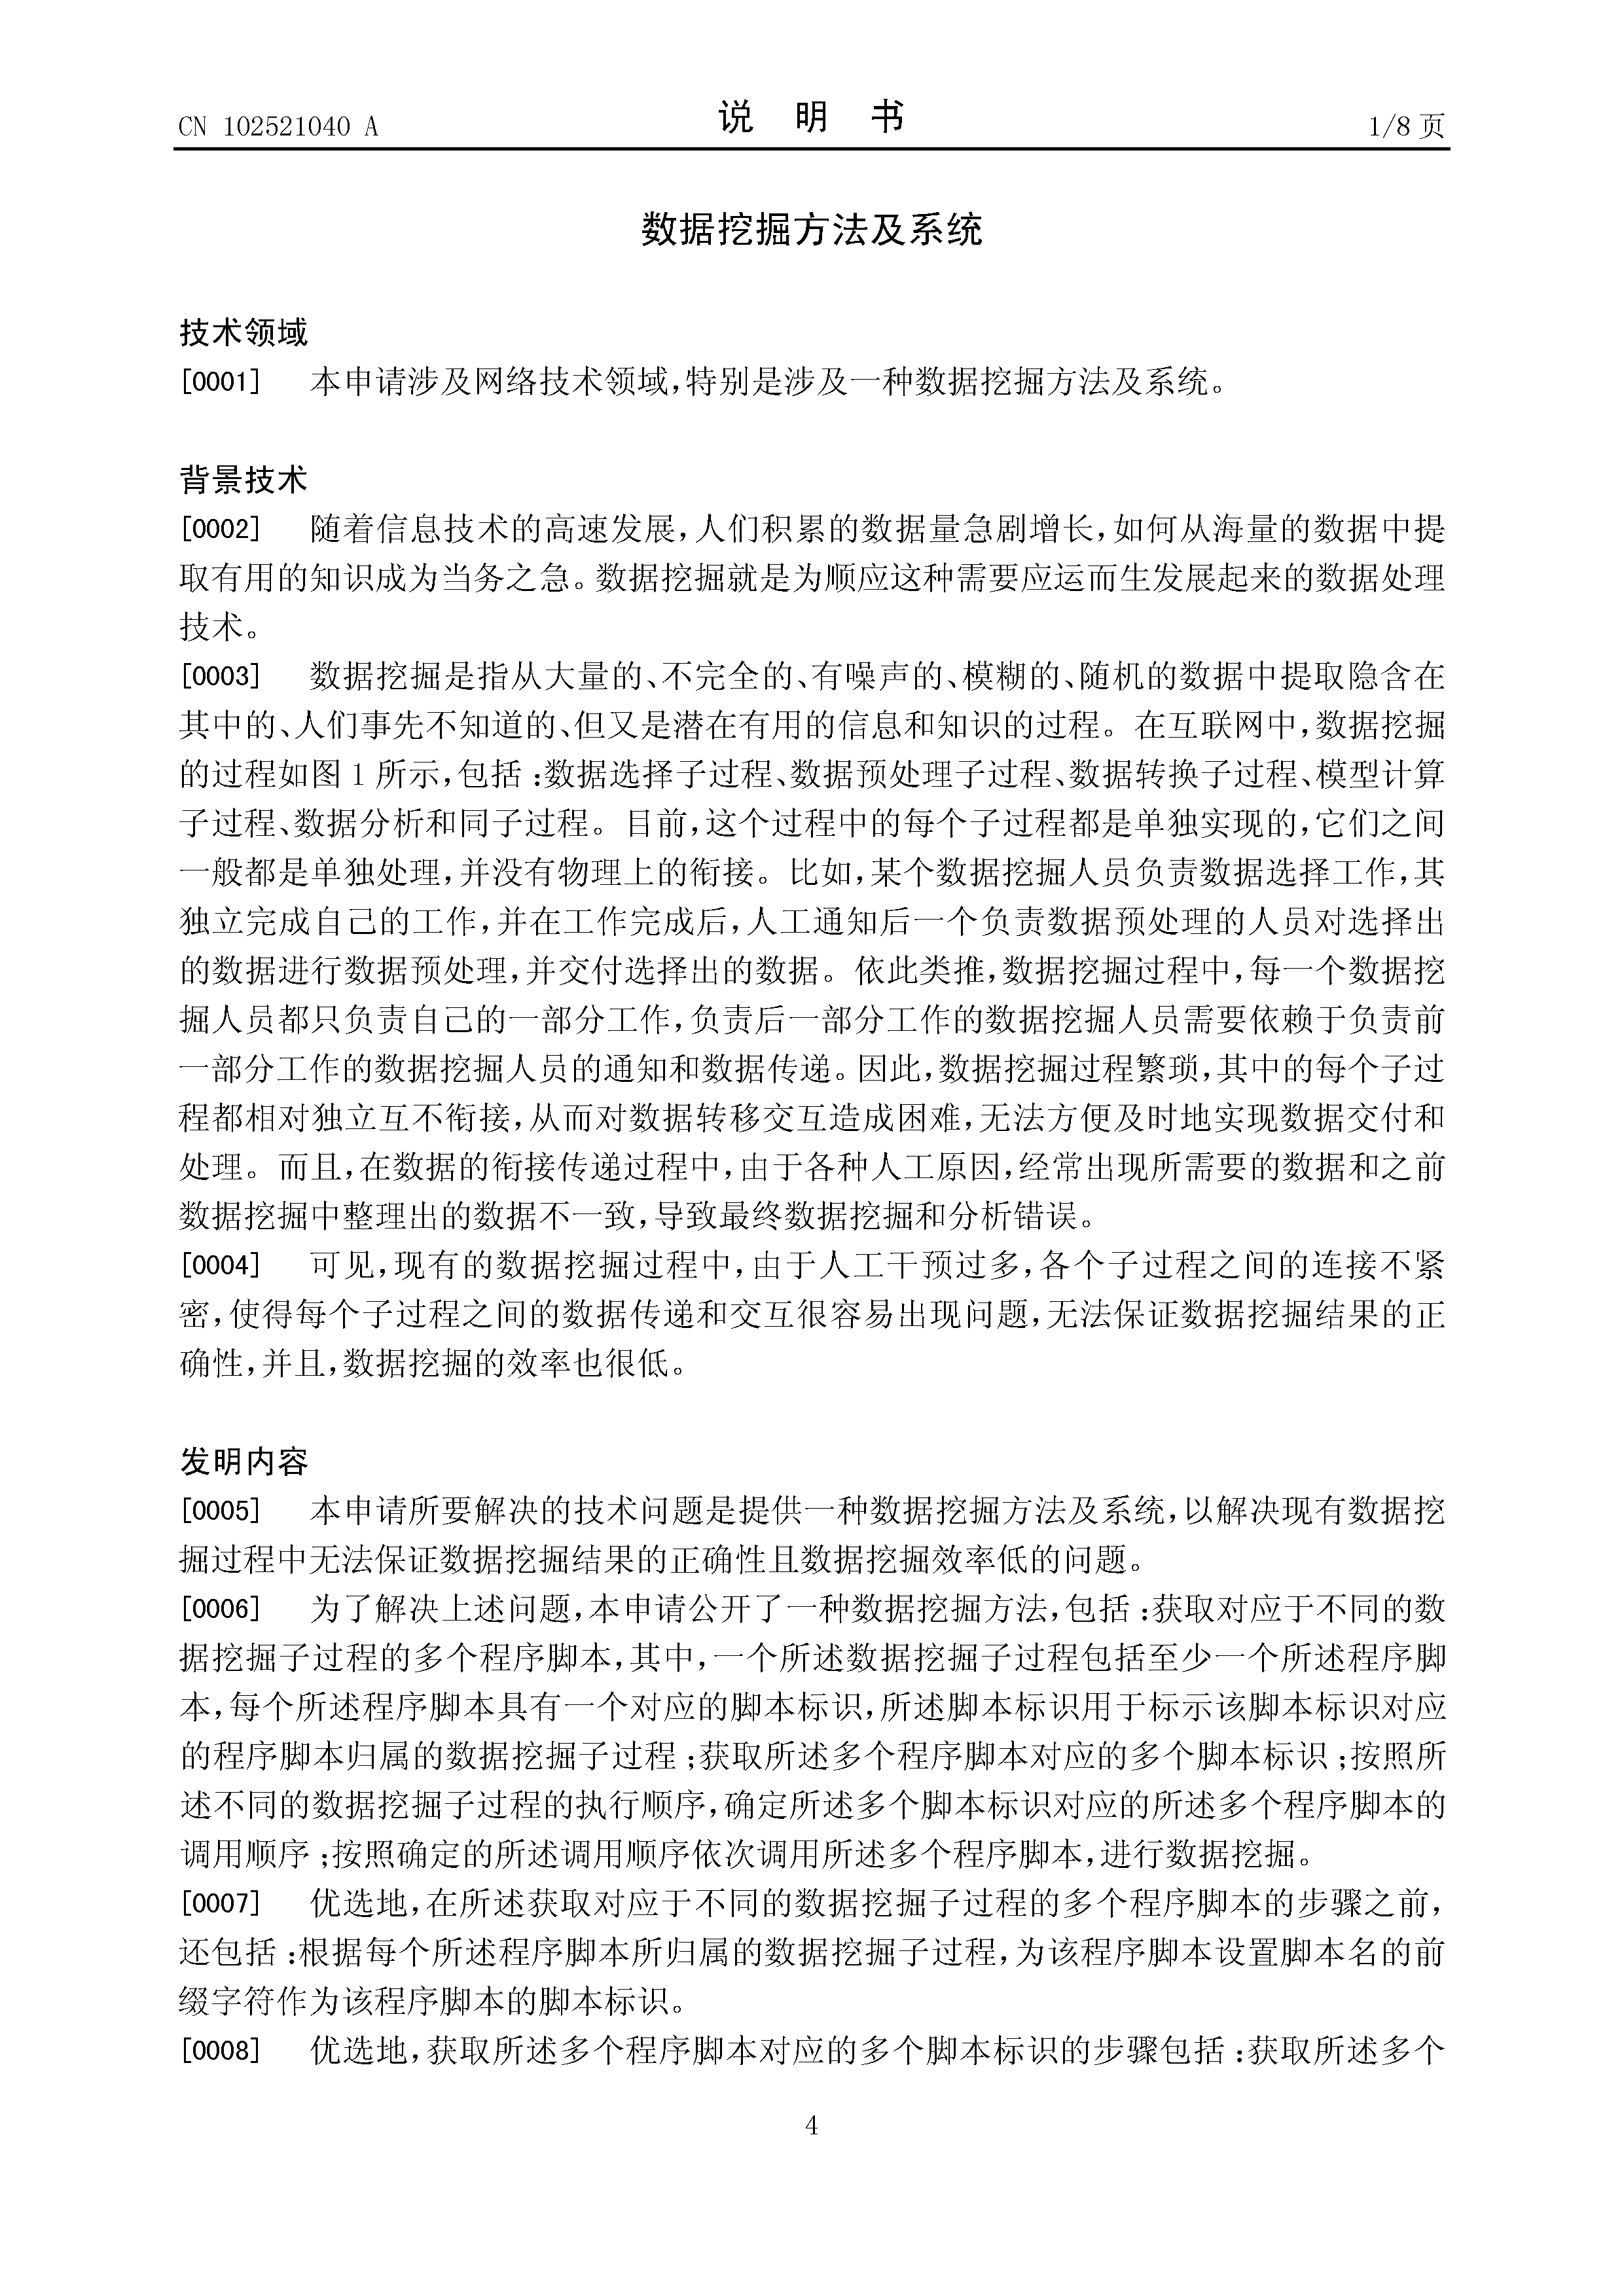 CN 102521040 A
说 明 书
1/8 页
数据挖掘方法及系统
技术领域
[0001] 本申请涉及网络技术领域,特别是涉及一种数据挖掘方法及系统。
背景技术
[0002] 随着信息技术的高速发展,人们积累的数据量急剧增长,如何从海量的数据中提
取有用的知识成为当务之急。数据挖掘就是为顺应这种需要应运而生发展起来的数据处理
技术。
[0003] 数据挖掘是指从大量的、不完全的、有噪声的、模糊的、随机的数据中提取隐含在
其中的、人们事先不知道的、但又是潜在有用的信息和知识的过程。在互联网中,数据挖掘
的过程如图 1 所示,包括 :数据选择子过程、数据预处理子过程、数据转换子过程、模型计算
子过程、数据分析和同子过程。目前,这个过程中的每个子过程都是单独实现的,它们之间
一般都是单独处理,并没有物理上的衔接。比如,某个数据挖掘人员负责数据选择工作,其
独立完成自己的工作,并在工作完成后,人工通知后一个负责数据预处理的人员对选择出
的数据进行数据预处理,并交付选择出的数据。依此类推,数据挖掘过程中,每一个数据挖
掘人员都只负责自己的一部分工作,负责后一部分工作的数据挖掘人员需要依赖于负责前
一部分工作的数据挖掘人员的通知和数据传递。因此,数据挖掘过程繁琐,其中的每个子过
程都相对独立互不衔接,从而对数据转移交互造成困难,无法方便及时地实现数据交付和
处理。而且,在数据的衔接传递过程中,由于各种人工原因,经常出现所需要的数据和之前
数据挖掘中整理出的数据不一致,导致最终数据挖掘和分析错误。
[0004] 可见,现有的数据挖掘过程中,由于人工干预过多,各个子过程之间的连接不紧
密,使得每个子过程之间的数据传递和交互很容易出现问题,无法保证数据挖掘结果的正
确性,并且,数据挖掘的效率也很低。
发明内容
[0005] 本申请所要解决的技术问题是提供一种数据挖掘方法及系统,以解决现有数据挖
掘过程中无法保证数据挖掘结果的正确性且数据挖掘效率低的问题。
[0006] 为了解决上述问题,本申请公开了一种数据挖掘方法,包括 :获取对应于不同的数
据挖掘子过程的多个程序脚本,其中,一个所述数据挖掘子过程包括至少一个所述程序脚
本,每个所述程序脚本具有一个对应的脚本标识,所述脚本标识用于标示该脚本标识对应
的程序脚本归属的数据挖掘子过程 ;获取所述多个程序脚本对应的多个脚本标识 ;按照所
述不同的数据挖掘子过程的执行顺序,确定所述多个脚本标识对应的所述多个程序脚本的
调用顺序 ;按照确定的所述调用顺序依次调用所述多个程序脚本,进行数据挖掘。
[0007] 优选地,在所述获取对应于不同的数据挖掘子过程的多个程序脚本的步骤之前,
还包括 :根据每个所述程序脚本所归属的数据挖掘子过程,为该程序脚本设置脚本名的前
缀字符作为该程序脚本的脚本标识。
[0008] 优选地,获取所述多个程序脚本对应的多个脚本标识的步骤包括 :获取所述多个
4